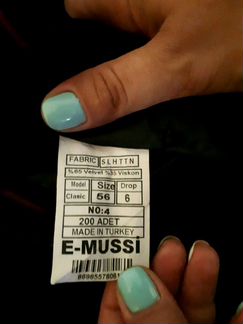 FABRIC SLHTTN
%65 Velvet %35 Viskon
Model Size Drop
Clasic 56 6
NO:4
200 ADET
MADE IN TURKEY
E-MUSSI